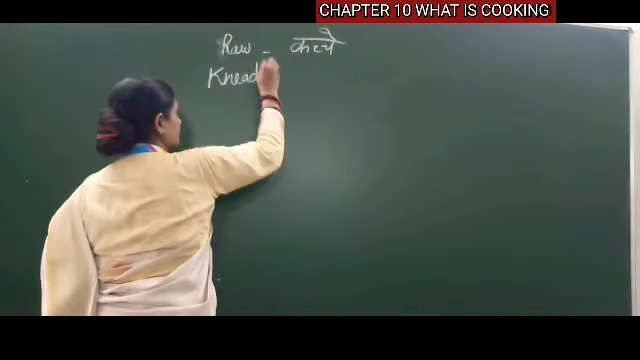 CHAPTER 10 WHAT IS COOKING
Raw - कच्चे
Knead